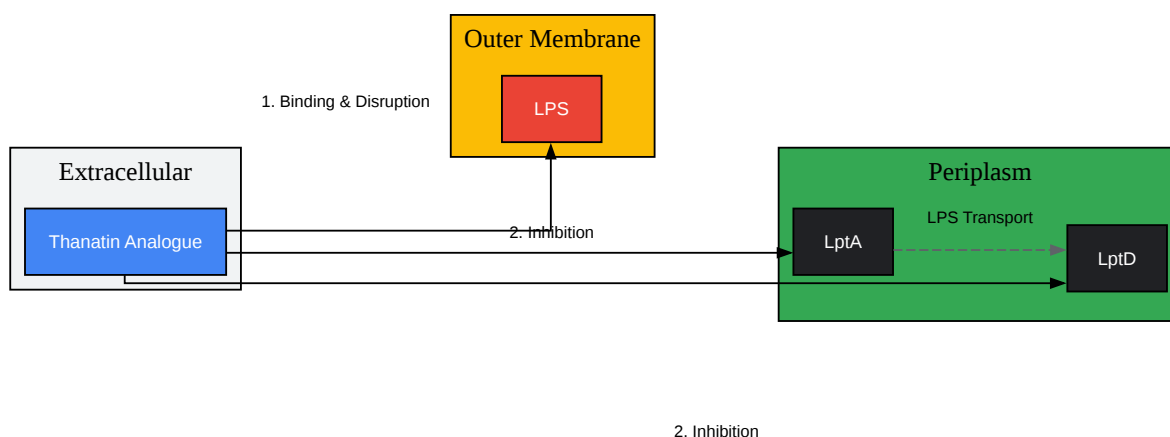 Outer Membrane
LPS
1. Binding & Disruption
Extracellular
Thanatin Analogue
2. Inhibition
Periplasm
LPS Transport
LptA
LptD
2. Inhibition